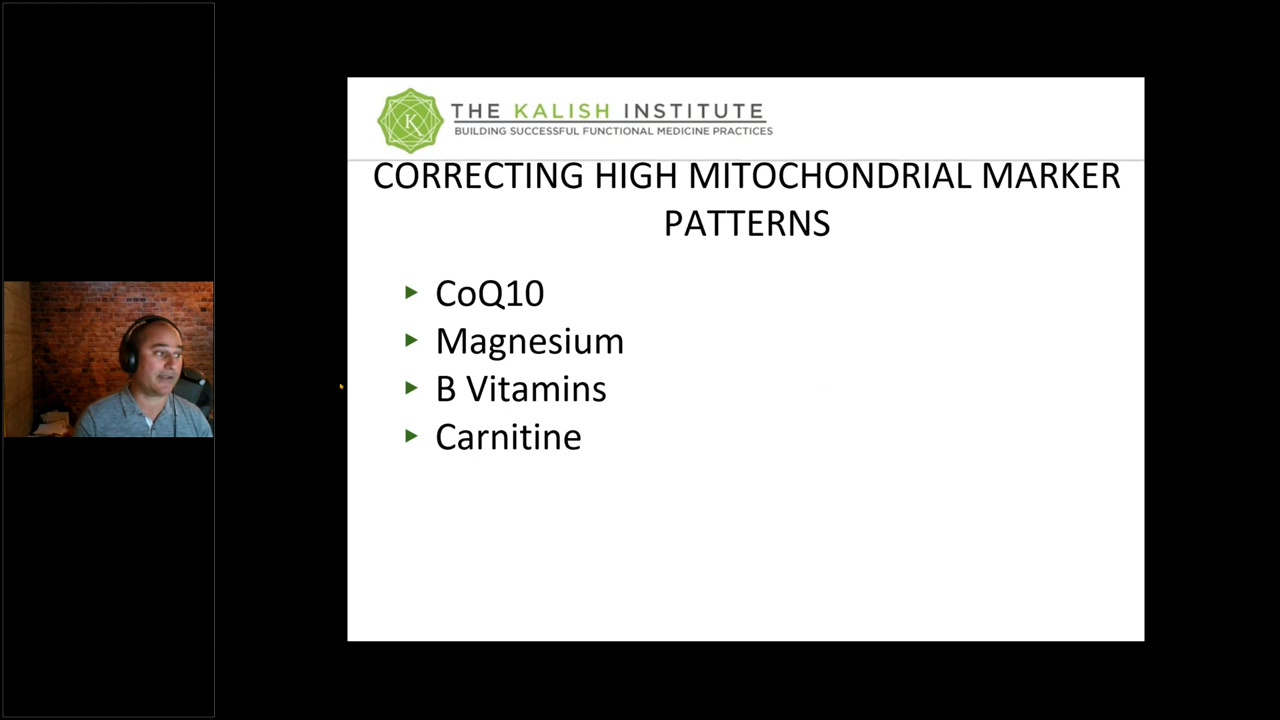 THE KALISH INSTITUTE
BUILDING SUCCESSFUL FUNCTIONAL MEDICINE PRACTICES
CORRECTING HIGH MITOCHONDRIAL MARKER
PATTERNS
CoQ10
Magnesium
B Vitamins
Carnitine